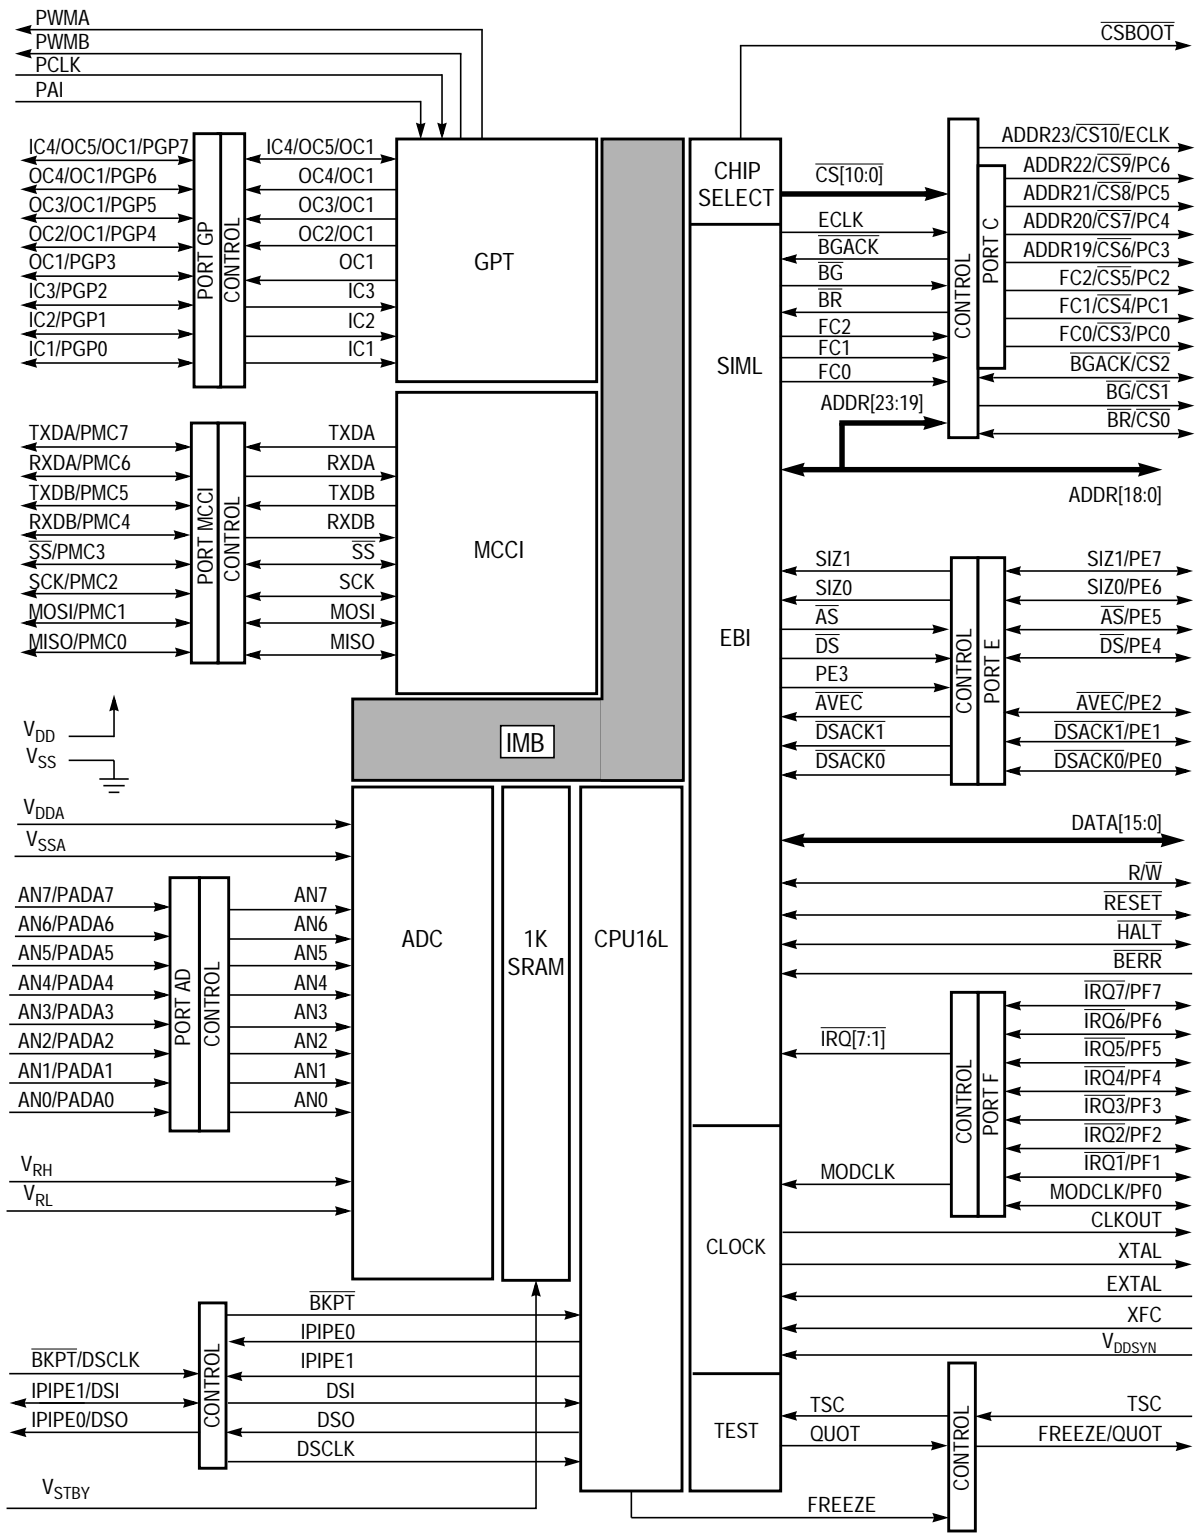 PWMA
PWMB
PCLK
PAI
CSBOOT
IC4/OC5/OC1/PGP7
OC4/OC1/PGP6
OC3/OC1/PGP5
OC2/OC1/PGP4
OC1/PGP3
IC3/PGP2
IC2/PGP1
IC1/PGP0
PORT GP
CONTROL
IC4/OC5/OC1
OC4/OC1
OC3/OC1
OC2/OC1
OC1
IC3
IC2
IC1
GPT
CHIP
SELECT
CS[10:0]
ECLK
BGACK
BG
BR
FC2
FC1
FC0
SIML
ADDR[23:19]
CONTROL
PORT C
ADDR23/CS10/ECLK
ADDR22/CS9/PC6
ADDR21/CS8/PC5
ADDR20/CS7/PC4
ADDR19/CS6/PC3
FC2/CS5/PC2
FC1/CS4/PC1
FC0/CS3/PC0
BGACK/CS2
BG/CS1
BR/CS0
ADDR[18:0]
TXDA/PMC7
RXDA/PMC6
TXDB/PMC5
RXDB/PMC4
SS/PMC3
SCK/PMC2
MOSI/PMC1
MISO/PMC0
PORT MCCI
CONTROL
TXDA
RXDA
TXDB
RXDB
SS
SCK
MOSI
MISO
MCCI
EBI
SIZ1
SIZ0
AS
DS
PE3
AVEC
DSACK1
DSACK0
CONTROL
PORT E
SIZ1/PE7
SIZ0/PE6
AS/PE5
DS/PE4
AVEC/PE2
DSACK1/PE1
DSACK0/PE0
VDD
VSS
IMB
VDDA
VSSA
DATA[15:0]
R/W
RESET
HALT
BERR
AN7/PADA7
AN6/PADA6
AN5/PADA5
AN4/PADA4
AN3/PADA3
AN2/PADA2
AN1/PADA1
AN0/PADA0
PORT AD
CONTROL
AN7
AN6
AN5
AN4
AN3
AN2
AN1
AN0
ADC
1K
SRAM
CPU16L
IRQ[7:1]
MODCLK
CONTROL
PORT F
IRQ7/PF7
IRQ6/PF6
IRQ5/PF5
IRQ4/PF4
IRQ3/PF3
IRQ2/PF2
IRQ1/PF1
MODCLK/PF0
VRH
VRL
CLOCK
CLKOUT
XTAL
EXTAL
XFC
VDDSYN
BKPT/DSCLK
IPIPE1/DSI
IPIPE0/DSO
CONTROL
BKPT
IPIPE0
IPIPE1
DSI
DSO
DSCLK
TEST
TSC
QUOT
CONTROL
TSC
FREEZE/QUOT
VSTBY
FREEZE